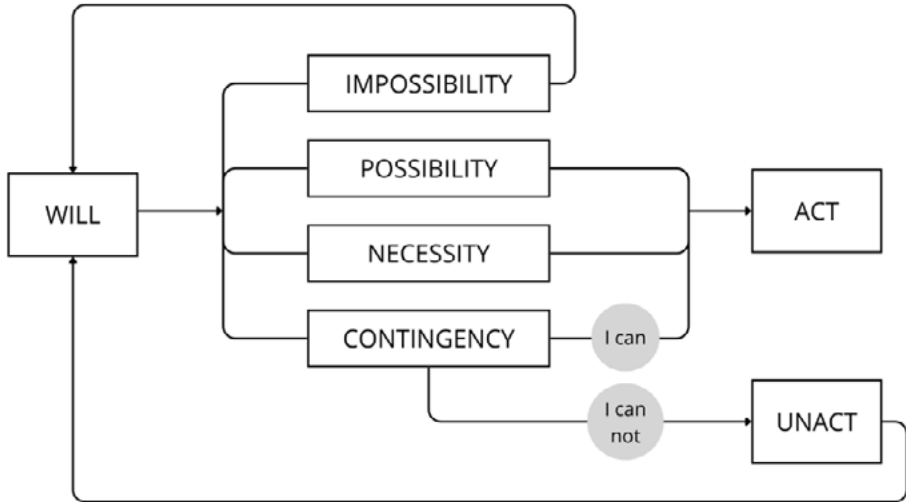 IMPOSSIBILITY
POSSIBILITY
WILL
ACT
NECESSITY
CONTINGENCY
I can
I can
not
UNACT